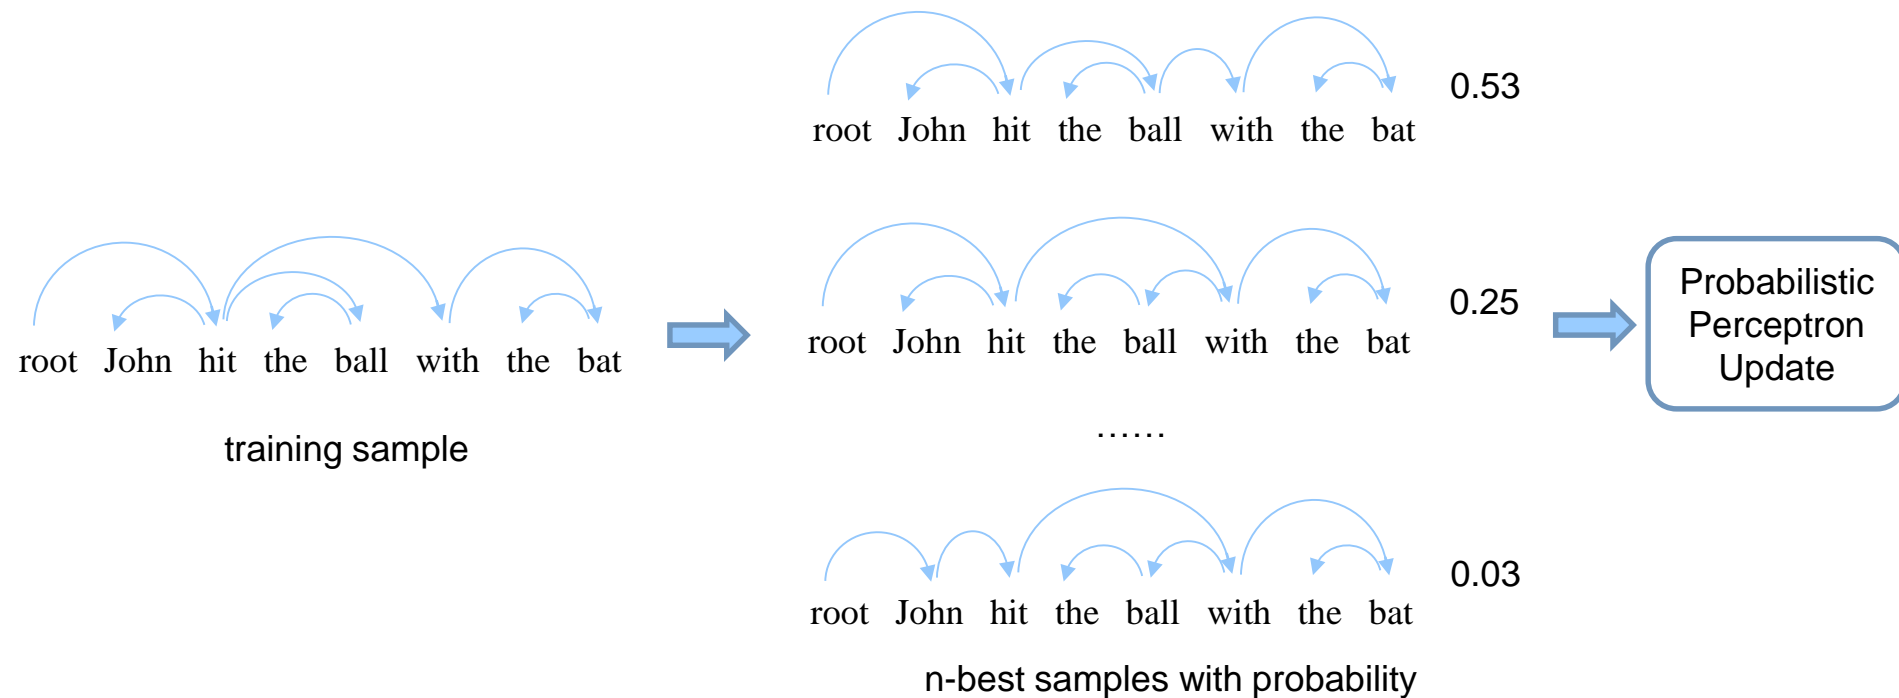 root John hit the ball with the bat
training sample
root John hit the ball with the bat
0.53
root John hit the ball with the bat
0.25
......
root John hit the ball with the bat
0.03
n-best samples with probability
Probabilistic
Perceptron
Update